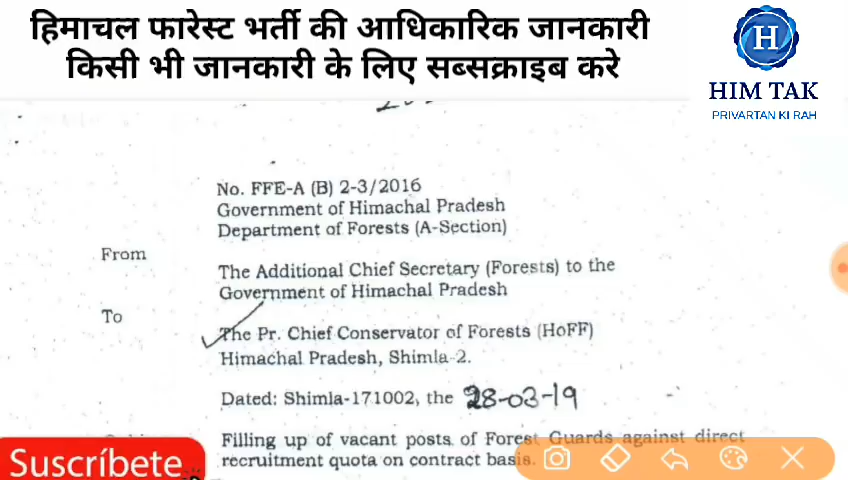 हिमाचल फारेस्ट भर्ती की आधिकारिक जानकारी
किसी भी जानकारी के लिए सब्सक्राइब करे
H
HIM TAK
PRIVARTAN KI RAH
No. FFE-A (B) 2-3/2016
Government of Himachal Pradesh
Department of Forests (A-Section)
From
The Additional Chief Secretary (Forests) to the
Government of Himachal Pradesh
To
The Pr. Chief Conservator of Forests (HoFF)
Himachal Pradesh, Shimla-2.
Dated: Shimla-171002, the 28-03-19
Filling up of vacant posts of Forest Guards against direct
recruitment quota on contract basis.
Suscríbete